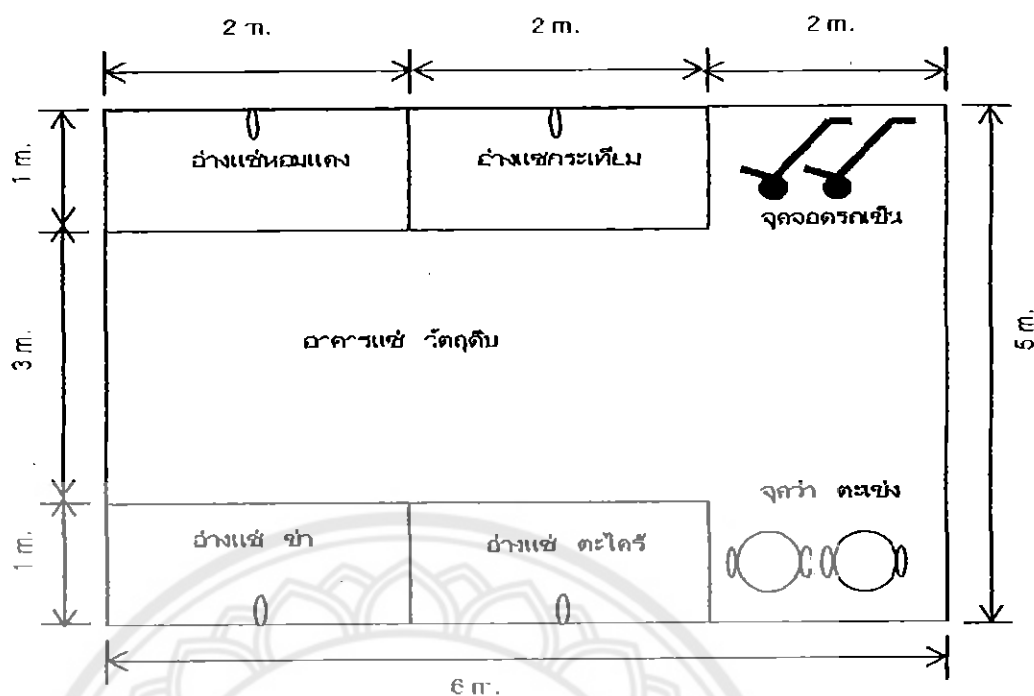 2 m.
2 m.
2 m.
1 m.
อ่างแช่หอมแดง
อ่างแช่กระเทียม
จุดจอดรถเข็น
3 m.
อาคารแช่ วัตถุดิบ
5 m.
จุดวาง ตะแข่ง
1 m.
อ่างแช่ ข่า
อ่างแช่ ตะไคร้
6 m.